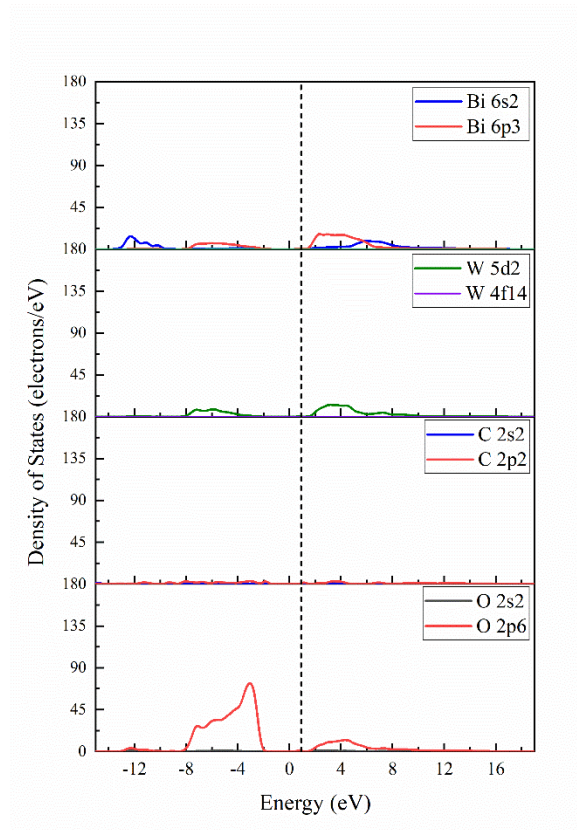 180
135
90
45
Bi 6s2
Bi 6p3
180
135
90
45
W 5d2
W 4f14
180
135
90
45
C 2s2
C 2p2
180
135
90
45
0
O 2s2
O 2p6
-12 -8 -4 0 4 8 12 16
Energy (eV)
Density of States (electrons/eV)